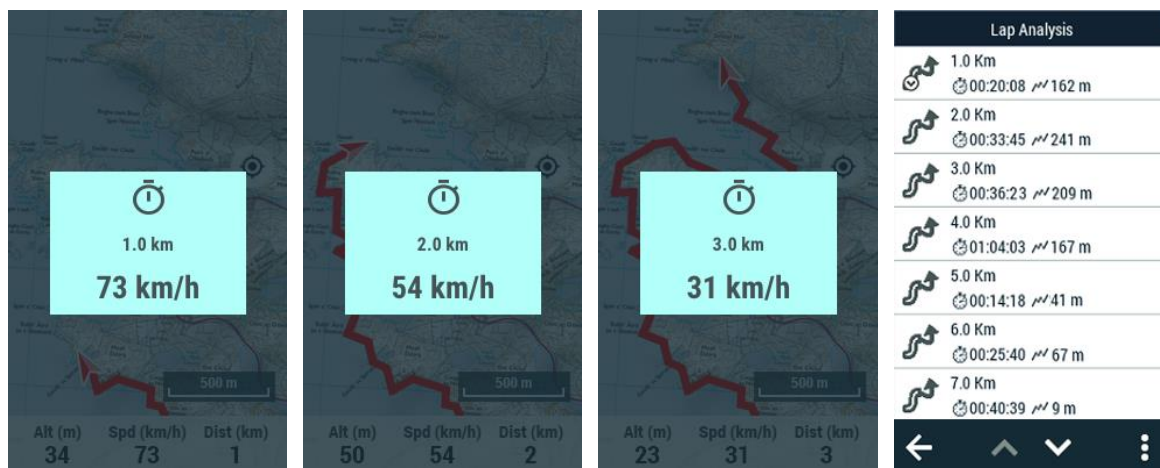 1.0 km
73 km/h
500 m
Alt (m) Spd (km/h) Dist (km)
34 73 1
2.0 km
54 km/h
500 m
Alt (m) Spd (km/h) Dist (km)
50 54 2
3.0 km
31 km/h
500 m
Alt (m) Spd (km/h) Dist (km)
23 31 3
Lap Analysis
1.0 Km
00:20:08 162 m
2.0 Km
00:33:45 241 m
3.0 Km
00:36:23 209 m
4.0 Km
01:04:03 167 m
5.0 Km
00:14:18 41 m
6.0 Km
00:25:40 67 m
7.0 Km
00:40:39 9 m